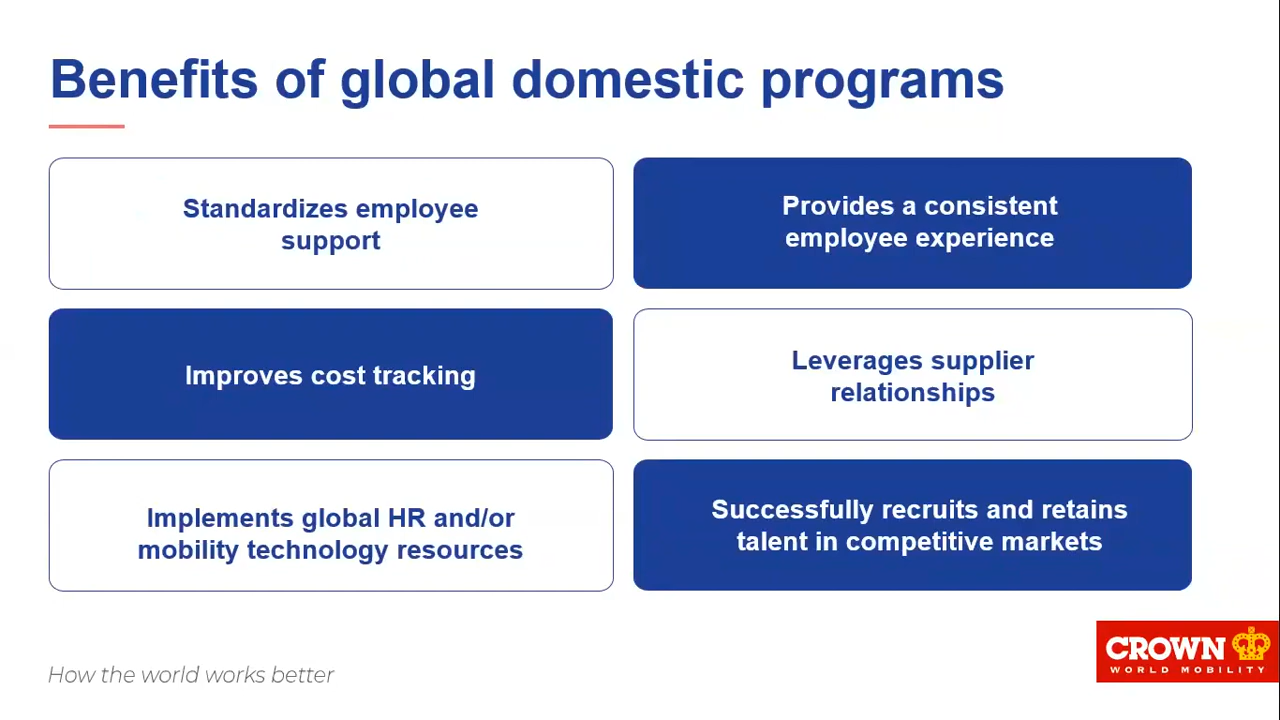 Benefits of global domestic programs
Standardizes employee
support
Provides a consistent
employee experience
Improves cost tracking
Leverages supplier
relationships
Implements global HR and/or
mobility technology resources
Successfully recruits and retains
talent in competitive markets
How the world works better
CROWN
WORLD MOBILITY